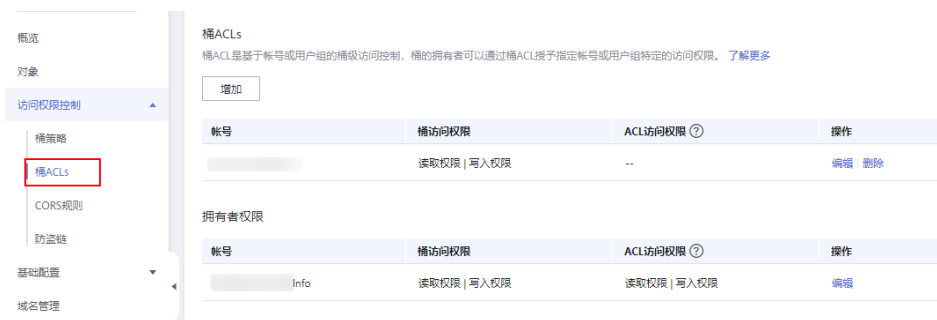 概览
对象
访问权限控制
桶策略
桶ACLs
CORS规则
防盗链
基础配置
域名管理
桶ACLs
桶ACL是基于帐号或用户组的桶级访问控制，桶的拥有者可以通过桶ACL授予指定帐号或用户组特定的访问权限。 了解更多
增加
帐号 桶访问权限 ACL访问权限 ? 操作
读取权限 | 写入权限 -- 编辑 | 删除
拥有者权限
帐号 桶访问权限 ACL访问权限 ? 操作
Info 读取权限 | 写入权限 读取权限 | 写入权限 编辑